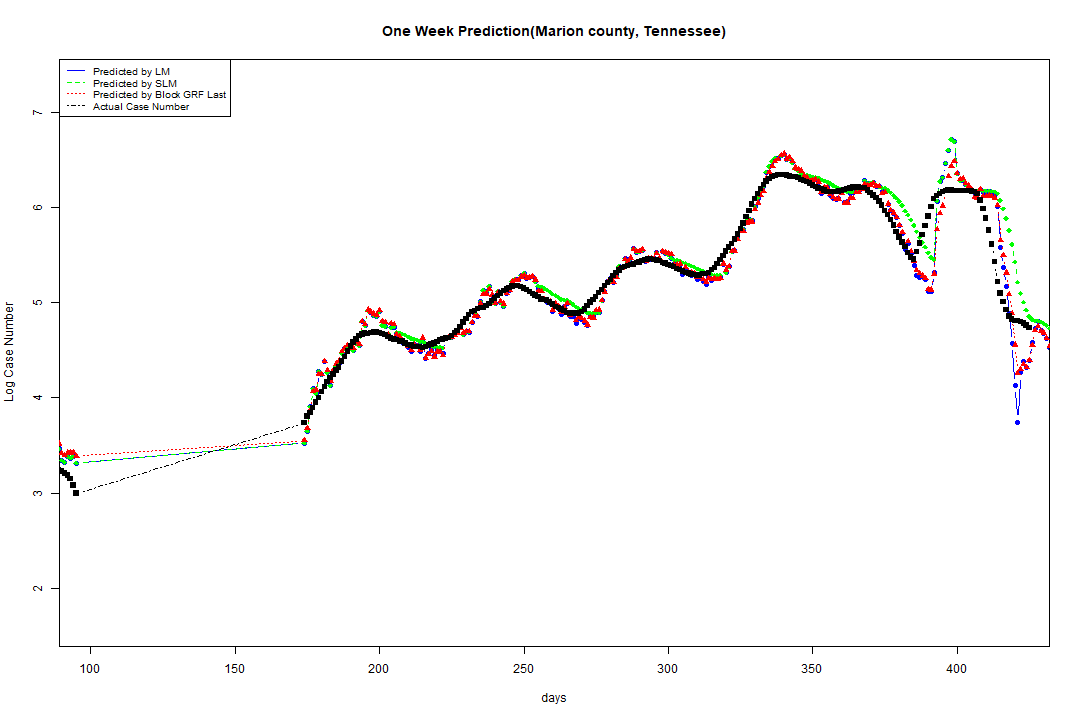 One Week Prediction(Marion county, Tennessee)
Predicted by LM
Predicted by SLM
Predicted by Block GRF Last
Actual Case Number
7
6
5
4
3
2
Log Case Number
100 150 200 250 300 350 400
days